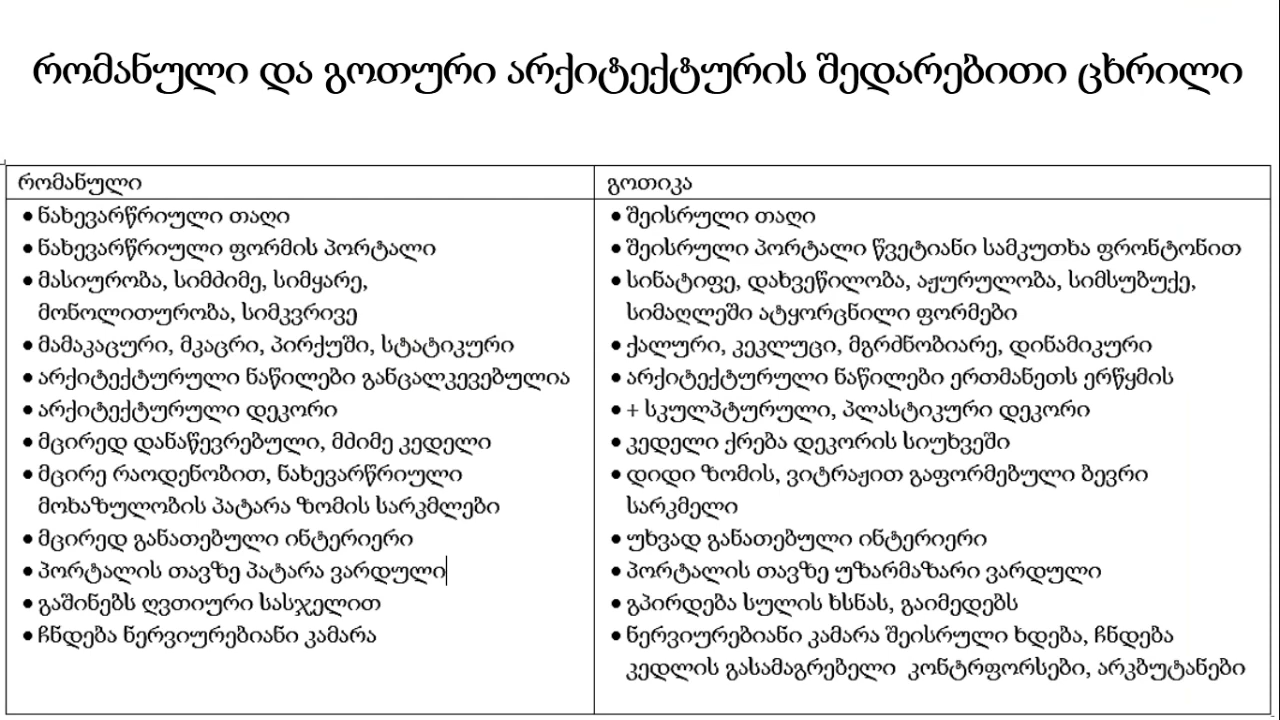 რომანული და გოთური არქიტექტურის შედარებითი ცხრილი
რომანული
• ნახევარწრიული თაღი
• ნახევარწრიული ფორმის პორტალი
• მასიურობა, სიმძიმე, სიმყარე,
მონოლითურობა, სიმკვრივე
• მამაკაცური, მკაცრი, პირქუში, სტატიკური
• არქიტექტურული ნაწილები განცალკევებულია
• არქიტექტურული დეკორი
• მცირედ დანაწევრებული, მძიმე კედელი
• მცირე რაოდენობით, ნახევარწრიული
მოხაზულობის პატარა ზომის სარკმლები
• მცირედ განათებული ინტერიერი
• პორტალის თავზე პატარა ვარდული
• გაშინებს ღვთიური სასჯელით
• ჩნდება ნერვიურებიანი კამარა
გოთიკა
• შეისრული თაღი
• შეისრული პორტალი წვეტიანი სამკუთხა ფრონტონით
• სინატიფე, დახვეწილობა, აჟურულობა, სიმსუბუქე,
სიმაღლეში ატყორცნილი ფორმები
• ქალური, კეკლუცი, მგრძნობიარე, დინამიკური
• არქიტექტურული ნაწილები ერთმანეთს ერწყმის
• + სკულპტურული, პლასტიკური დეკორი
• კედელი ქრება დეკორის სიუხვეში
• დიდი ზომის, ვიტრაჟით გაფორმებული ბევრი
სარკმელი
• უხვად განათებული ინტერიერი
• პორტალის თავზე უზარმაზარი ვარდული
• გპირდება სულის ხსნას, გაიმედებს
• ნერვიურებიანი კამარა შეისრული ხდება, ჩნდება
კედლის გასამაგრებელი კონტრფორსები, არკბუტანები